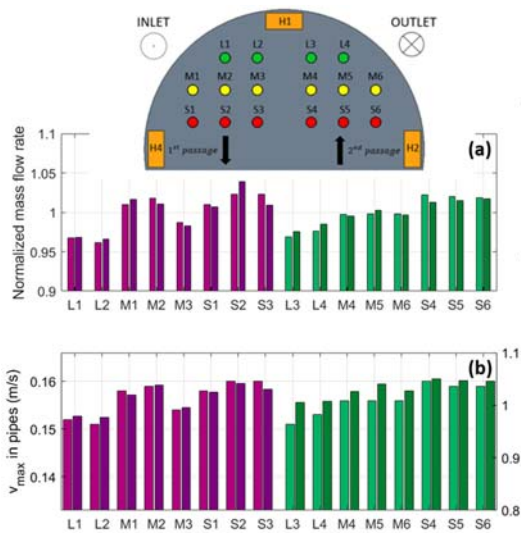 INLET
H1
OUTLET
L1 L2 L3 L4
M1 M2 M3 M4 M5 M6
S1 S2 S3 S4 S5 S6
H4 1st passage 2nd passage H2
(a)
Normalized mass flow rate
1.1
1.05
1
0.95
0.9
L1 L2 M1 M2 M3 S1 S2 S3 L3 L4 M4 M5 M6 S4 S5 S6
(b)
vmax in pipes (m/s)
0.16
0.15
0.14
1.1
1
0.9
0.8
L1 L2 M1 M2 M3 S1 S2 S3 L3 L4 M4 M5 M6 S4 S5 S6